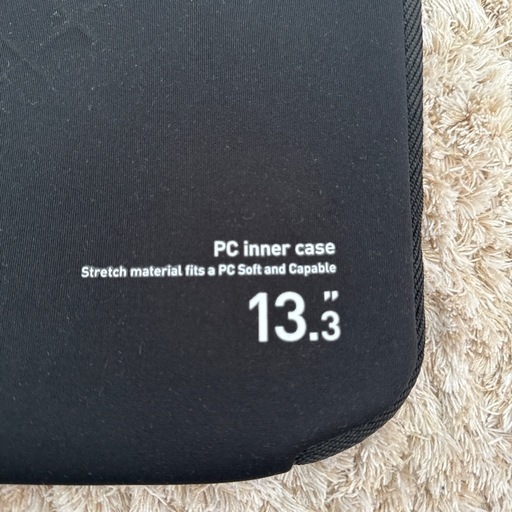 PC inner case
Stretch material fits a PC Soft and Capable
13.3"